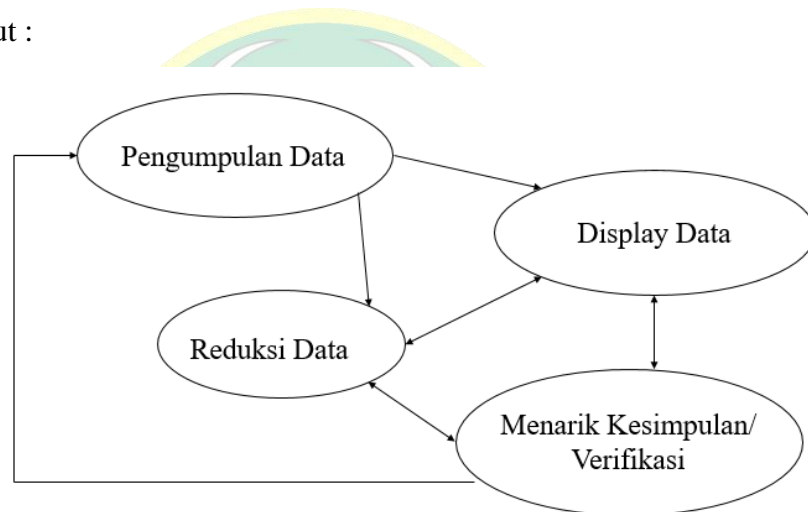 ut :
Pengumpulan Data
Display Data
Reduksi Data
Menarik Kesimpulan/
Verifikasi